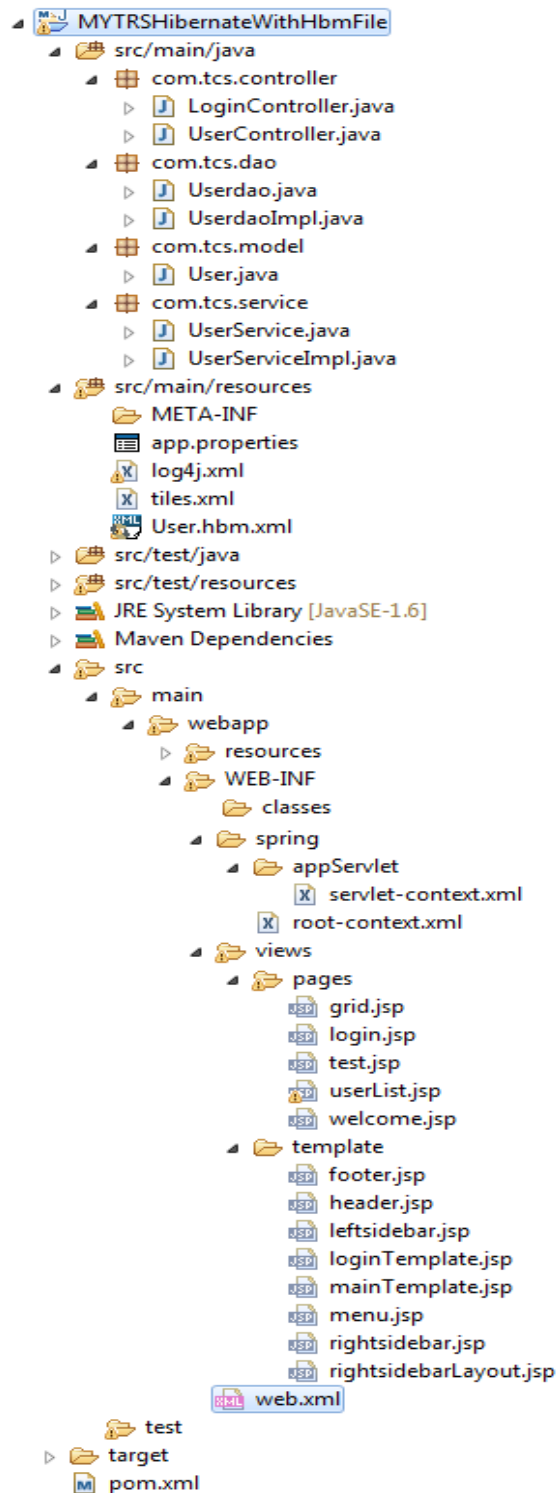 MYTRSHibernateWithHbmFile
src/main/java
com.tcs.controller
LoginController.java
UserController.java
com.tcs.dao
Userdao.java
UserdaoImpl.java
com.tcs.model
User.java
com.tcs.service
UserService.java
UserServiceImpl.java
src/main/resources
META-INF
app.properties
log4j.xml
tiles.xml
User.hbm.xml
src/test/java
src/test/resources
JRE System Library [JavaSE-1.6]
Maven Dependencies
src
main
webapp
resources
WEB-INF
classes
spring
appServlet
servlet-context.xml
root-context.xml
views
pages
grid.jsp
login.jsp
test.jsp
userList.jsp
welcome.jsp
template
footer.jsp
header.jsp
leftsidebar.jsp
loginTemplate.jsp
mainTemplate.jsp
menu.jsp
rightsidebar.jsp
rightsidebarLayout.jsp
web.xml
test
target
pom.xml